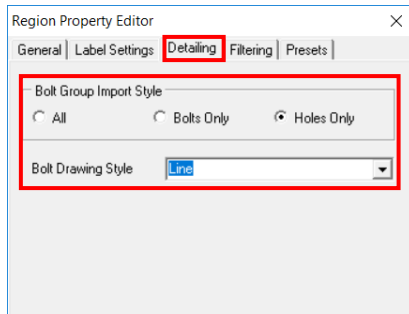 Region Property Editor
General Label Settings Detailing Filtering Presets
Bolt Group Import Style
All Bolts Only Holes Only
Bolt Drawing Style Line